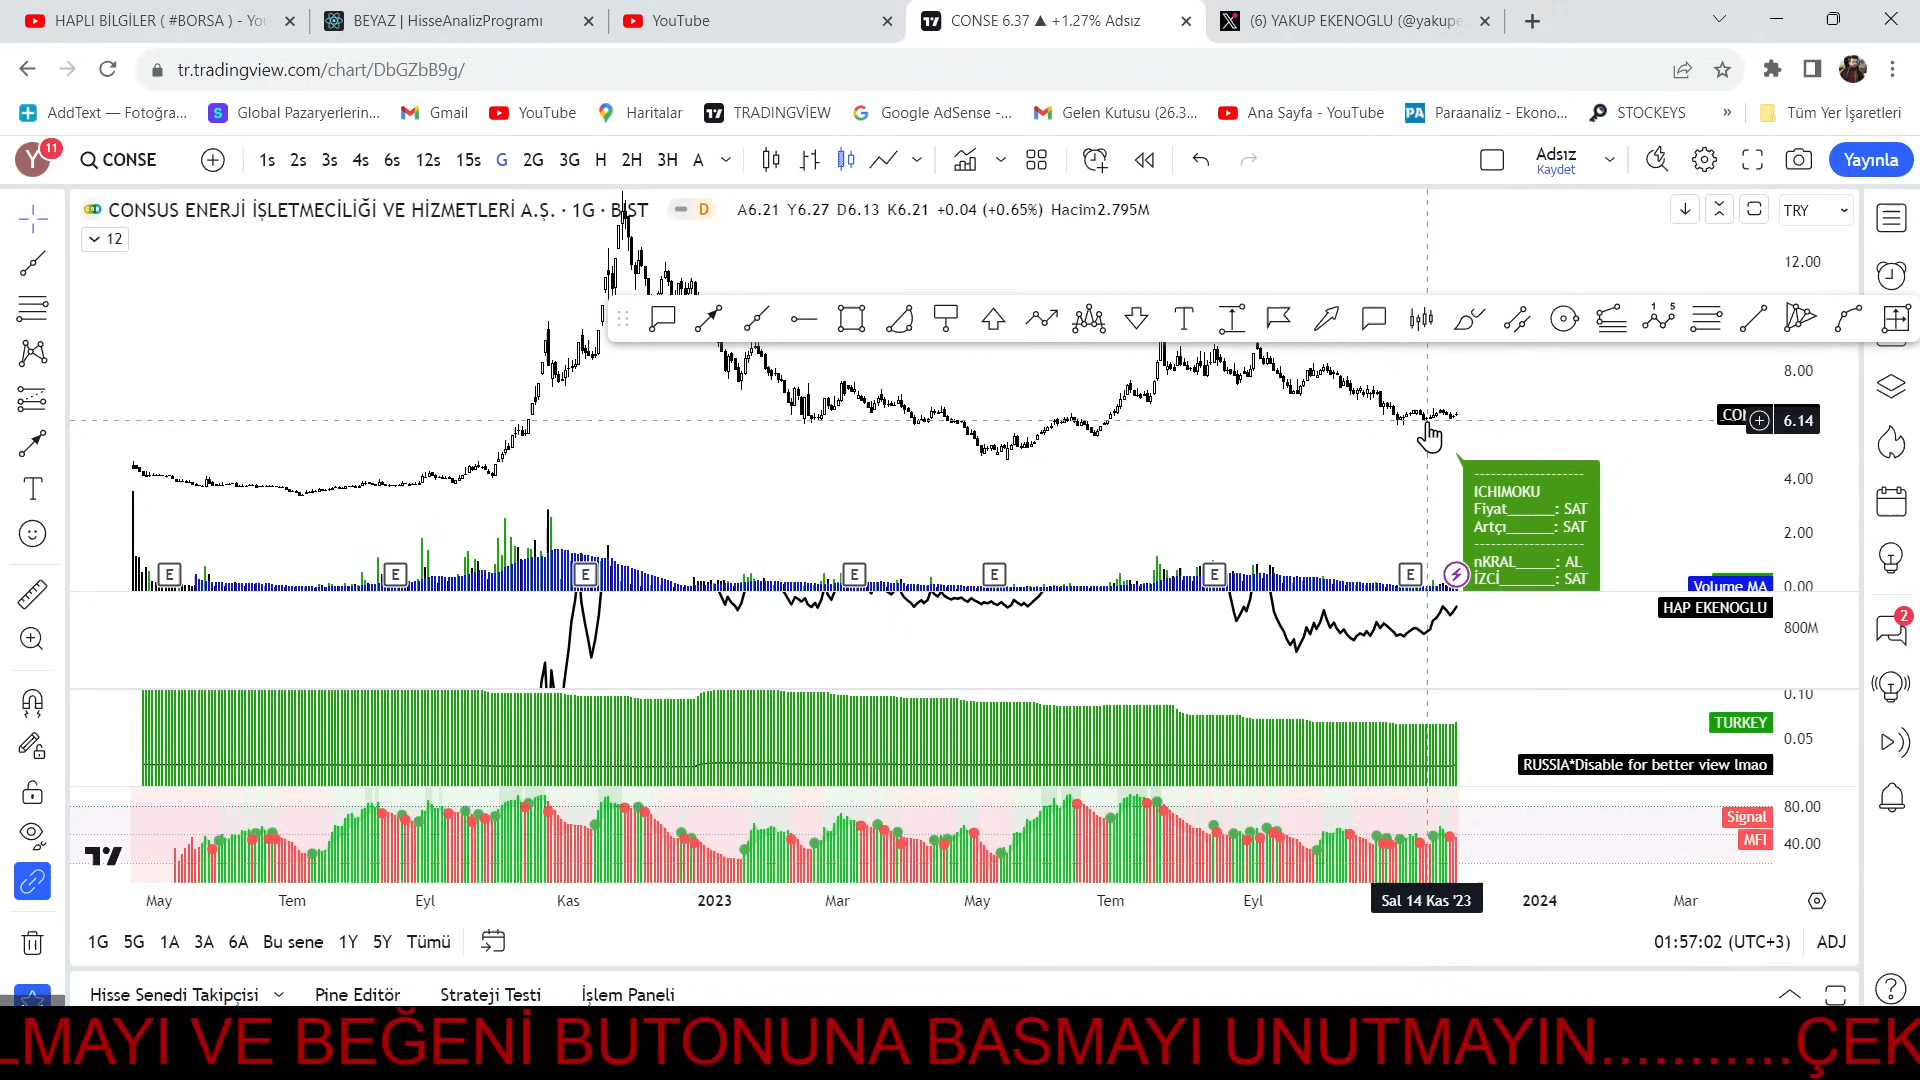 HAPLI BİLGİLER ( #BORSA ) - Yo
BEYAZ | HisseAnalizProgramı
YouTube
CONSE 6.37 ▲ +1.27% Adsız
(6) YAKUP EKENOGLU (@yakupe
tr.tradingview.com/chart/DbGZbB9g/
AddText — Fotoğra...
Global Pazaryerlerin...
Gmail
YouTube
Haritalar
TRADINGVİEW
Google AdSense -...
Gelen Kutusu (26.3...
Ana Sayfa - YouTube
Paraanaliz - Ekono...
STOCKEYS
»
Tüm Yer İşaretleri
Y 11
CONSE
1s 2s 3s 4s 6s 12s 15s G 2G 3G H 2H 3H A
Adsız
Kaydet
Yayınla
CONSUS ENERJİ İŞLETMECİLİĞİ VE HİZMETLERİ A.Ş. · 1G · BIST
D
A6.21 Y6.27 D6.13 K6.21 +0.04 (+0.65%) Hacim2.795M
TRY
12
12.00
8.00
CON
6.14
4.00
2.00
0.00
--------------------
ICHIMOKU
Fiyat______: SAT
Artçı______: SAT
--------------------
nKRAL_____: AL
İZCİ_______: SAT
E E E E E E E
Volume MA
HAP EKENOGLU
800M
0.10
TURKEY
0.05
RUSSIA*Disable for better view lmao
80.00
Signal
MFI
40.00
May Tem Eyl Kas 2023 Mar May Tem Eyl Sal 14 Kas '23 2024 Mar
1G 5G 1A 3A 6A Bu sene 1Y 5Y Tümü
01:57:02 (UTC+3) ADJ
Hisse Senedi Takipçisi
Pine Editör
Strateji Testi
İşlem Paneli
2
LMAYI VE BEĞENİ BUTONUNA BASMAYI UNUTMAYIN...........ÇEK